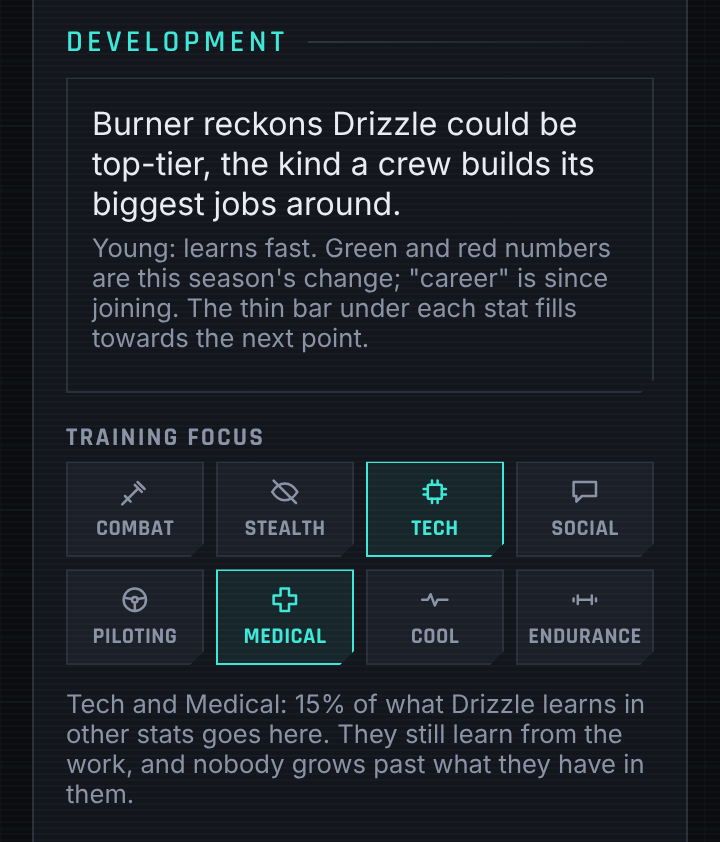 DEVELOPMENT
Burner reckons Drizzle could be
top-tier, the kind a crew builds its
biggest jobs around.
Young: learns fast. Green and red numbers
are this season's change; "career" is since
joining. The thin bar under each stat fills
towards the next point.
TRAINING FOCUS
COMBAT STEALTH TECH SOCIAL
PILOTING MEDICAL COOL ENDURANCE
Tech and Medical: 15% of what Drizzle learns in
other stats goes here. They still learn from the
work, and nobody grows past what they have in
them.